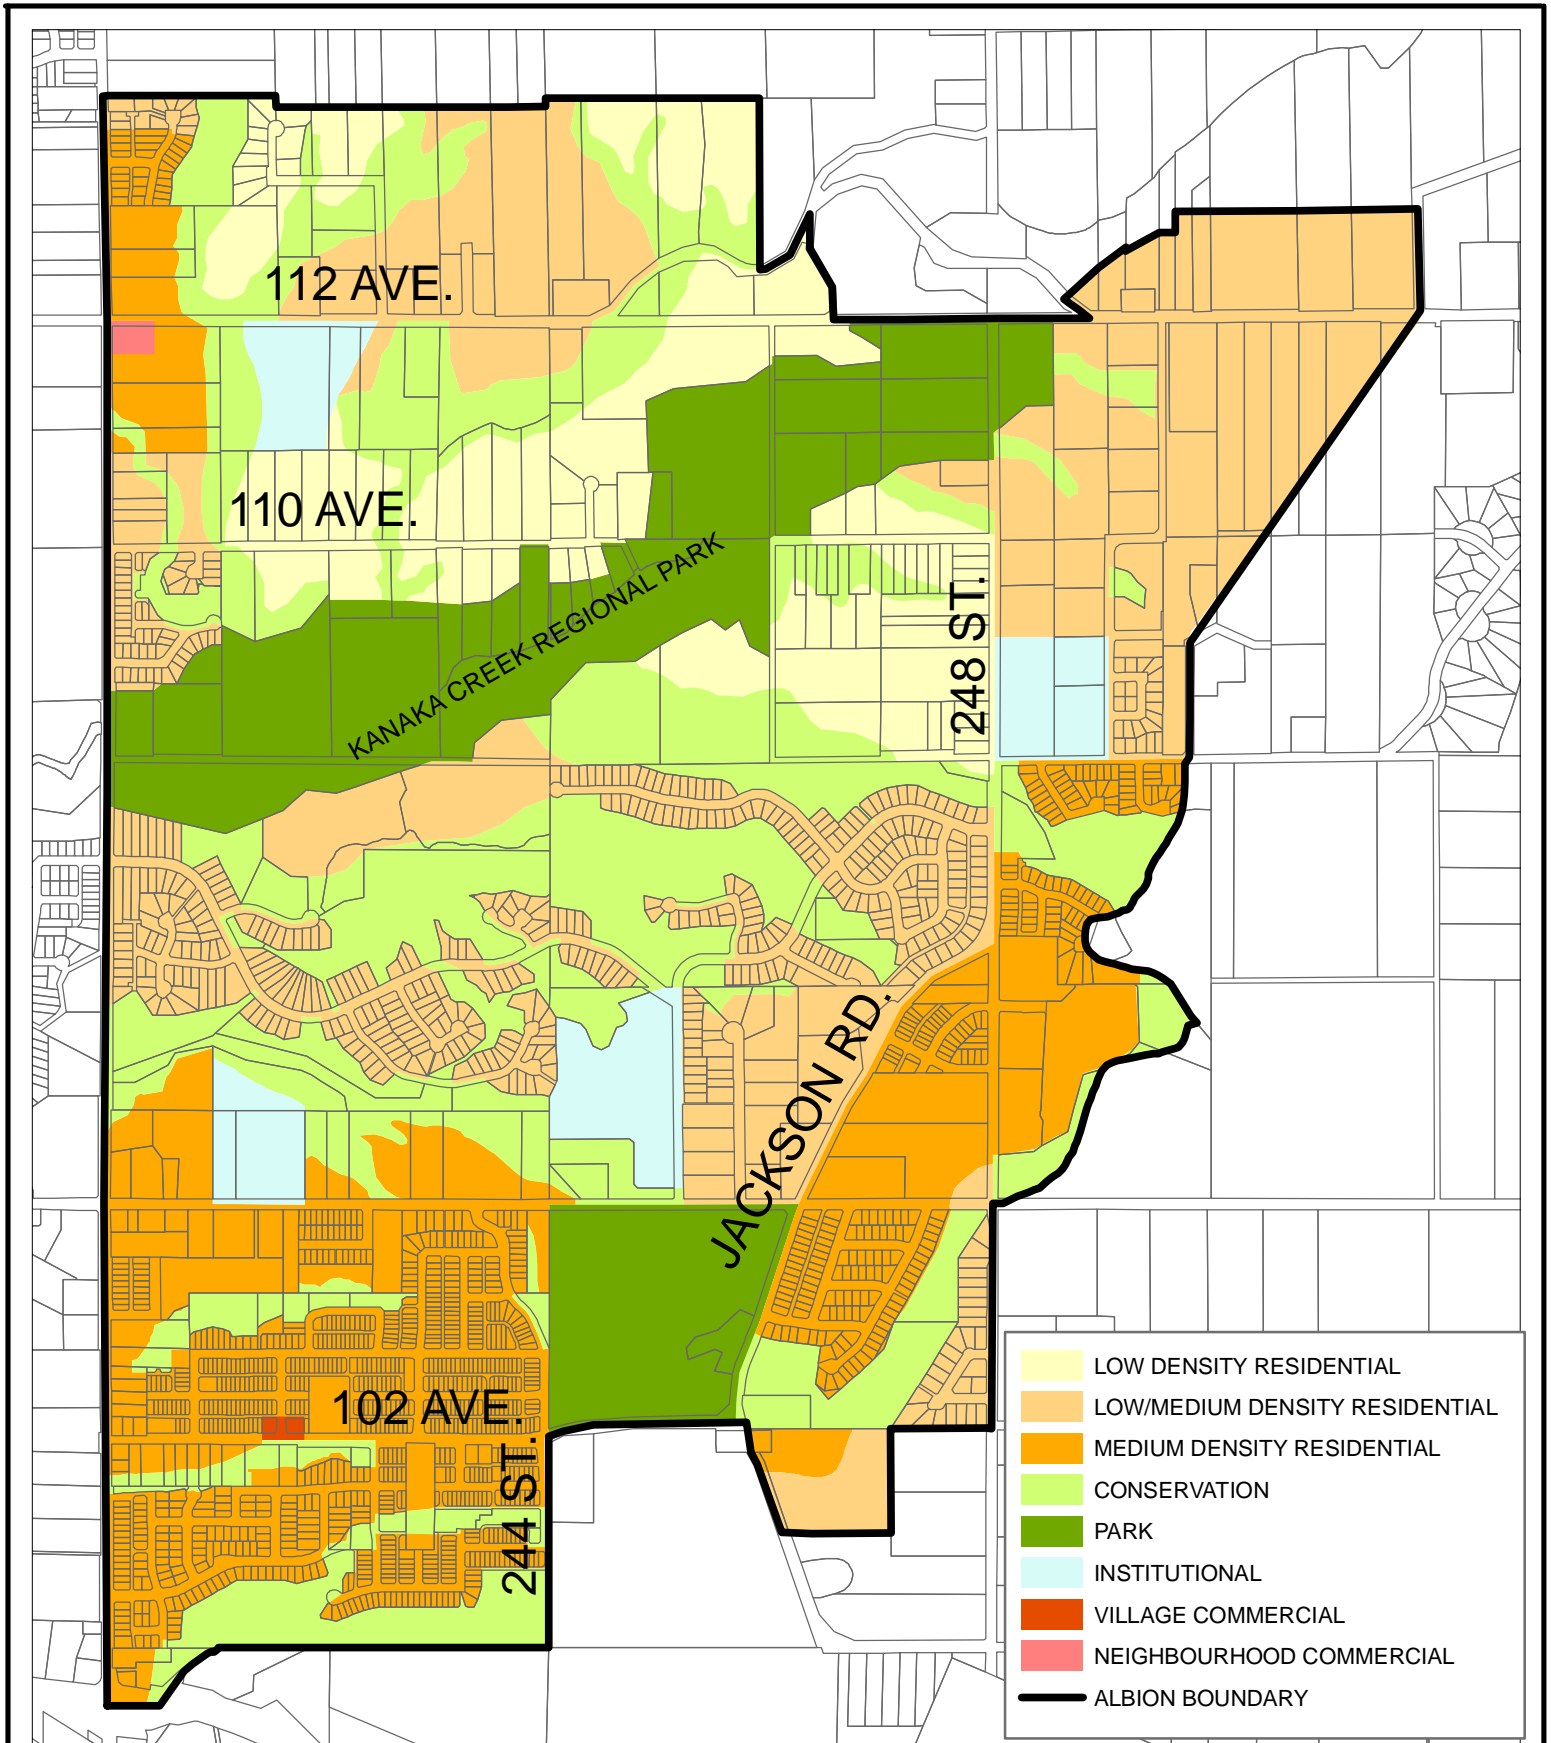 112 AVE.
110 AVE.
KANAKA CREEK REGIONAL PARK
248 ST.
JACKSON RD.
102 AVE.
244 ST.
LOW DENSITY RESIDENTIAL
LOW/MEDIUM DENSITY RESIDENTIAL
MEDIUM DENSITY RESIDENTIAL
CONSERVATION
PARK
INSTITUTIONAL
VILLAGE COMMERCIAL
NEIGHBOURHOOD COMMERCIAL
ALBION BOUNDARY